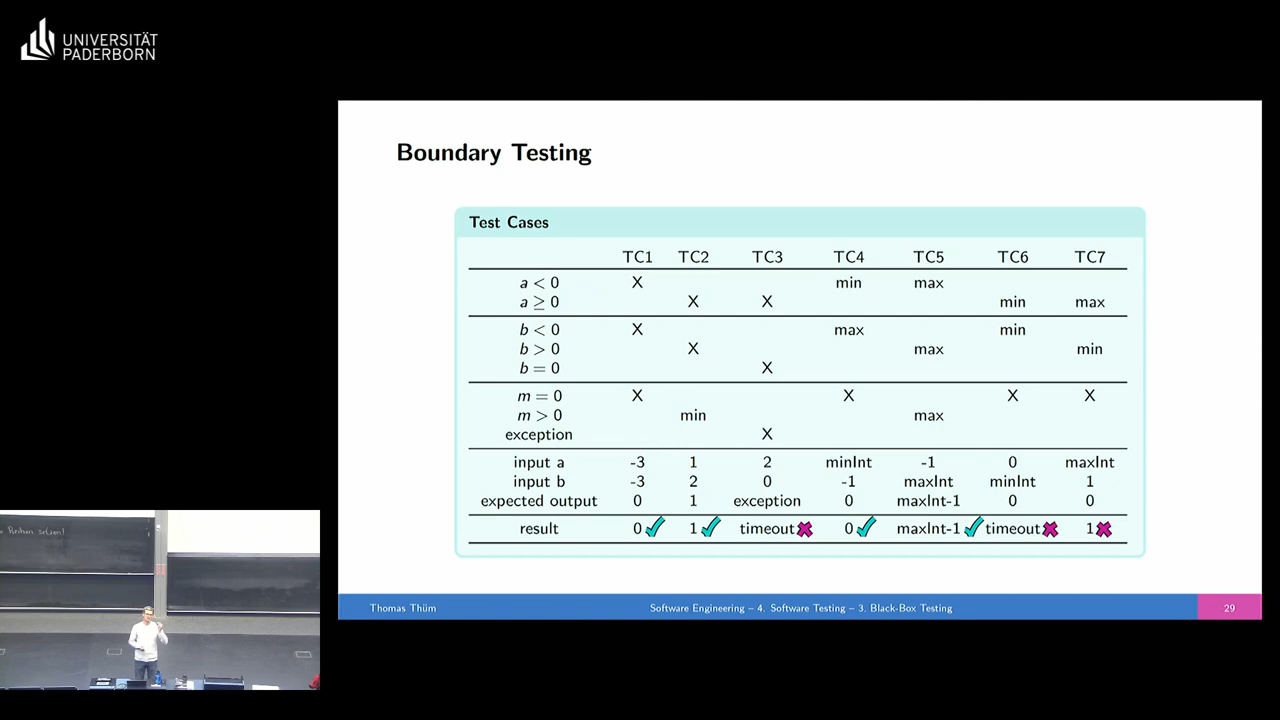 UNIVERSITÄT
PADERBORN
Boundary Testing
Test Cases
TC1 TC2 TC3 TC4 TC5 TC6 TC7
a < 0 X min max
a ≥ 0 X X min max
b < 0 X max min
b > 0 X max min
b = 0 X
m = 0 X X X X
m > 0 min max
exception X
input a -3 1 2 minInt -1 0 maxInt
input b -3 2 0 -1 maxInt minInt 1
expected output 0 1 exception 0 maxInt-1 0 0
result 0 ✓ 1 ✓ timeout ✗ 0 ✓ maxInt-1 ✓ timeout ✗ 1 ✗
Thomas Thüm Software Engineering – 4. Software Testing – 3. Black-Box Testing 29